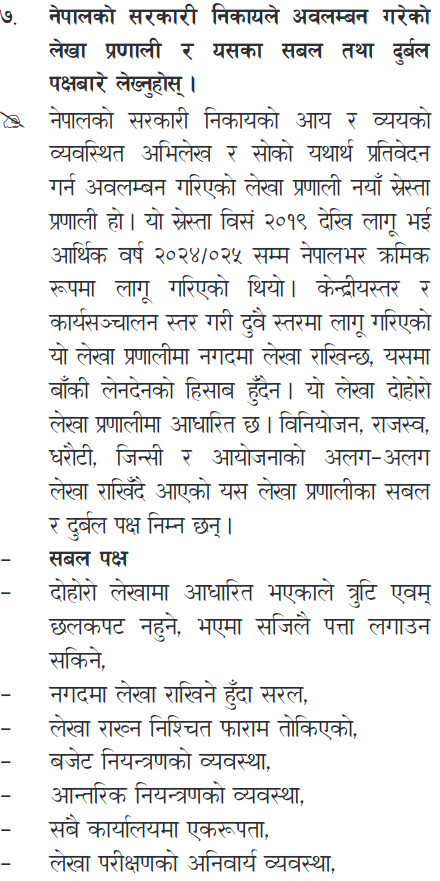 ७. नेपालको सरकारी निकायले अवलम्बन गरेको
लेखा प्रणाली र यसका सबल तथा दुर्बल
पक्षबारे लेख्नुहोस् ।
नेपालको सरकारी निकायको आय र व्ययको
व्यवस्थित अभिलेख र सोको यथार्थ प्रतिवेदन
गर्न अवलम्बन गरिएको लेखा प्रणाली नयाँ स्रेस्ता
प्रणाली हो । यो स्रेस्ता विसं २०१९ देखि लागू भई
आर्थिक वर्ष २०२४/०२५ सम्म नेपालभर क्रमिक
रूपमा लागू गरिएको थियो । केन्द्रीयस्तर र
कार्यसञ्चालन स्तर गरी दुवै स्तरमा लागू गरिएको
यो लेखा प्रणालीमा नगदमा लेखा राखिन्छ, यसमा
बाँकी लेनदेनको हिसाब हुँदैन । यो लेखा दोहोरो
लेखा प्रणालीमा आधारित छ । विनियोजन, राजस्व,
धरौटी, जिन्सी र आयोजनाको अलग-अलग
लेखा राखिँदै आएको यस लेखा प्रणालीका सबल
र दुर्बल पक्ष निम्न छन् ।
- सबल पक्ष
- दोहोरो लेखामा आधारित भएकाले त्रुटि एवम्
छलकपट नहुने, भएमा सजिलै पत्ता लगाउन
सकिने,
- नगदमा लेखा राखिने हुँदा सरल,
- लेखा राख्न निश्चित फाराम तोकिएको,
- बजेट नियन्त्रणको व्यवस्था,
- आन्तरिक नियन्त्रणको व्यवस्था,
- सबै कार्यालयमा एकरूपता,
- लेखा परीक्षणको अनिवार्य व्यवस्था,